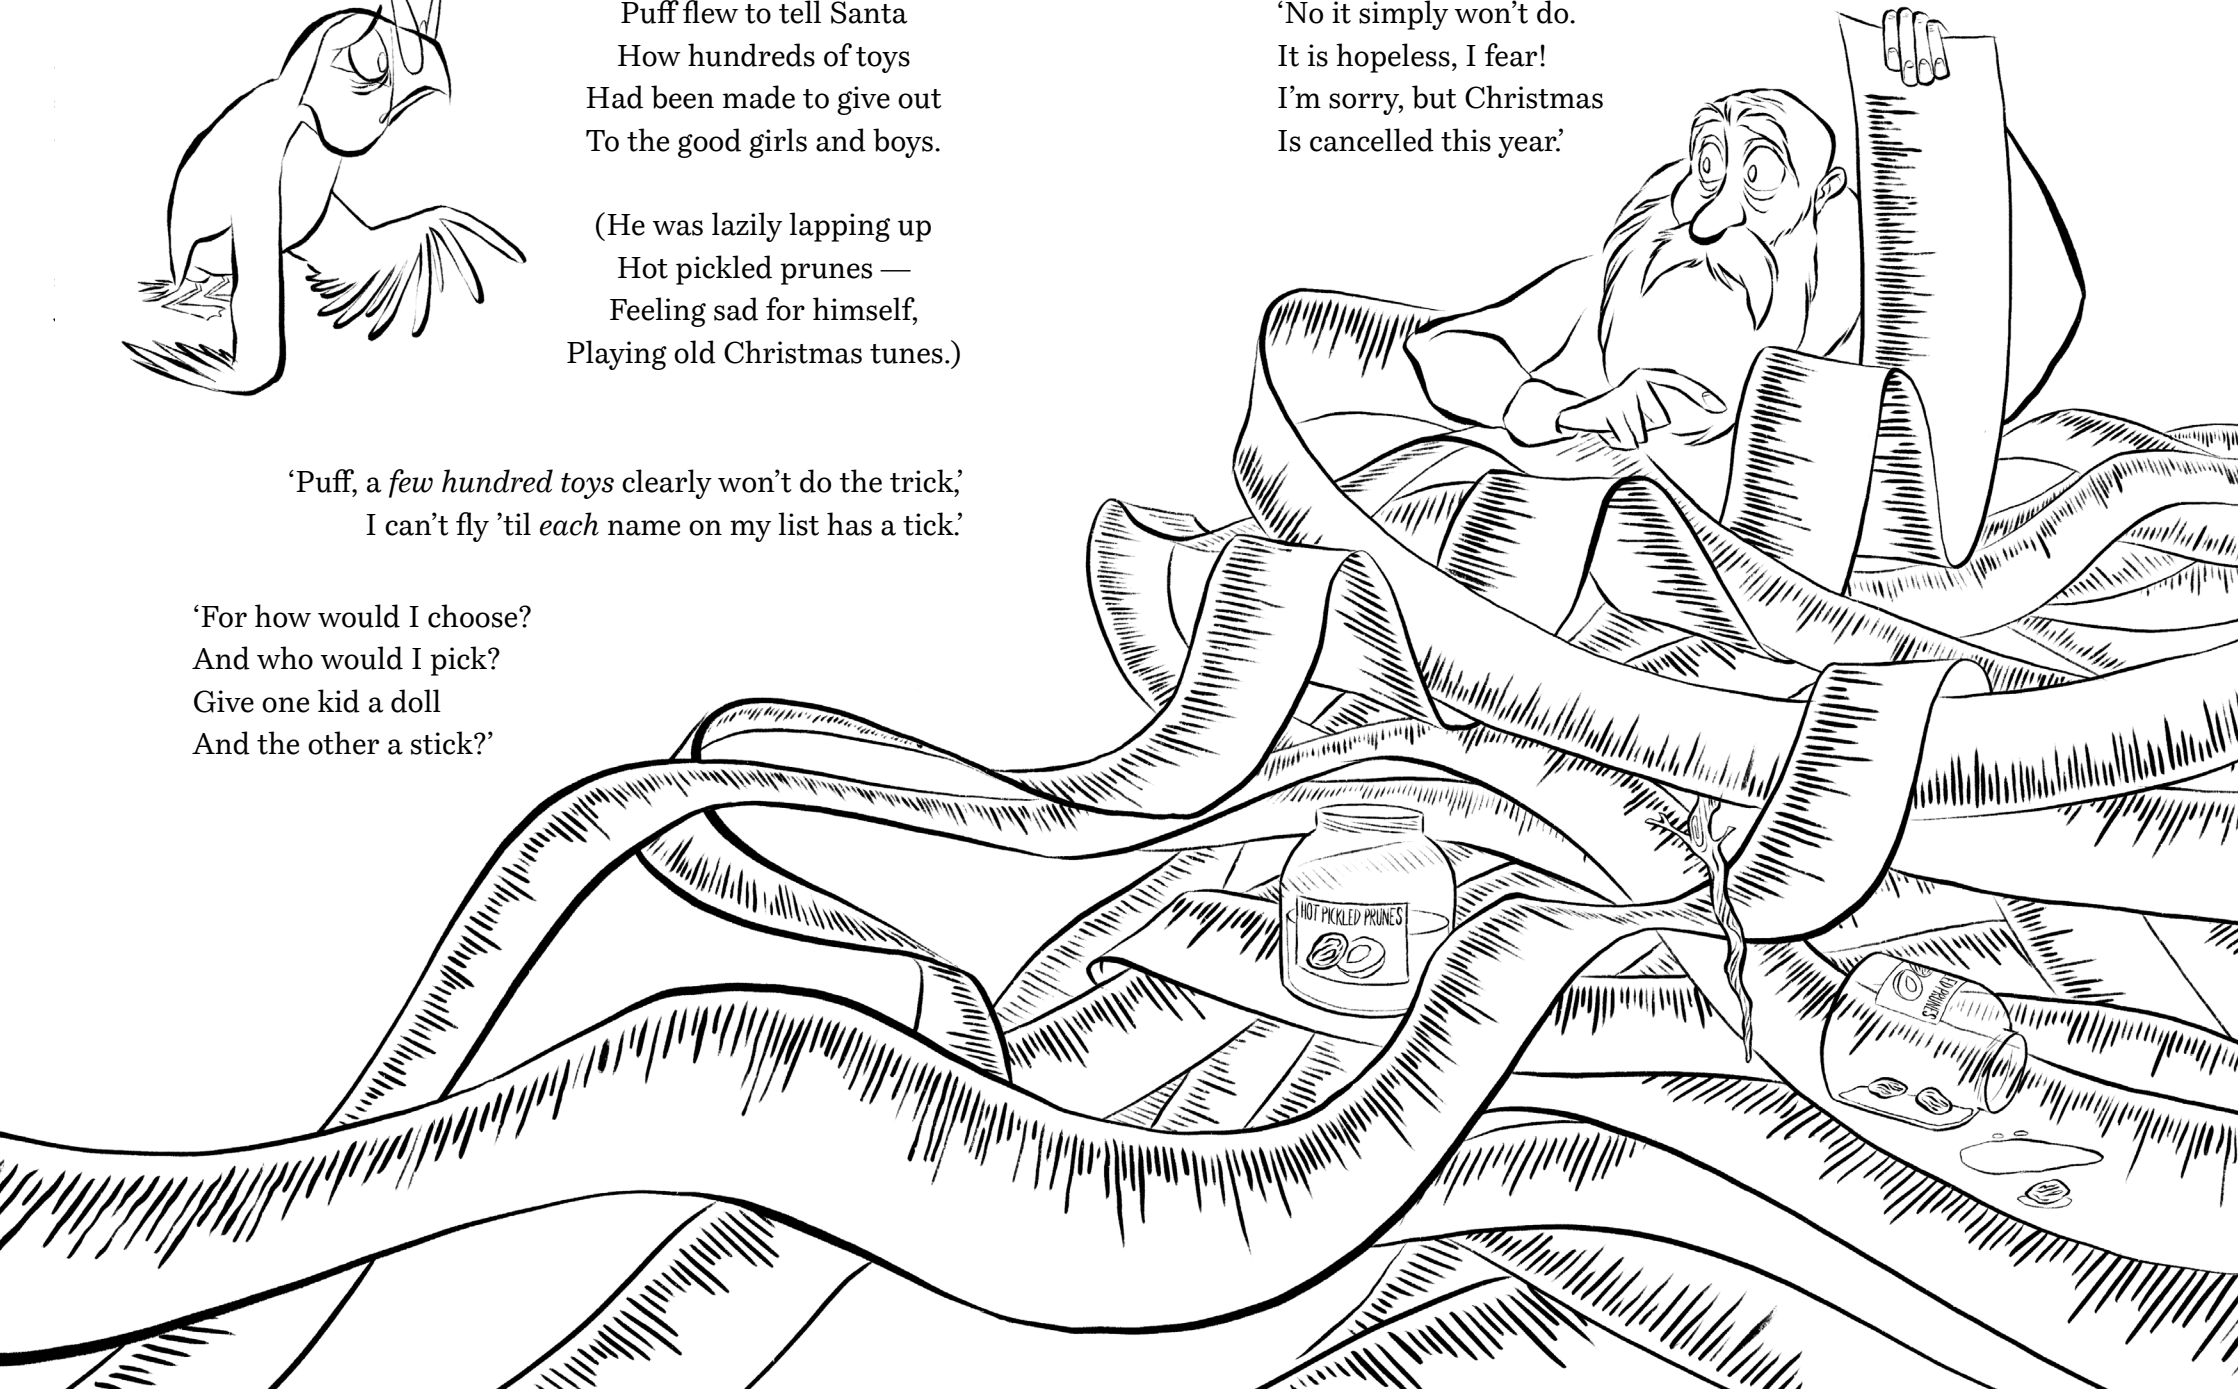 Puff flew to tell Santa
How hundreds of toys
Had been made to give out
To the good girls and boys.
(He was lazily lapping up
Hot pickled prunes —
Feeling sad for himself,
Playing old Christmas tunes.)
‘Puff, a few hundred toys clearly won’t do the trick,’
I can’t fly ’til each name on my list has a tick.’
‘For how would I choose?
And who would I pick?
Give one kid a doll
And the other a stick?’
‘No it simply won’t do.
It is hopeless, I fear!
I’m sorry, but Christmas
Is cancelled this year.’
HOT PICKLED PRUNES
ED PRUNES